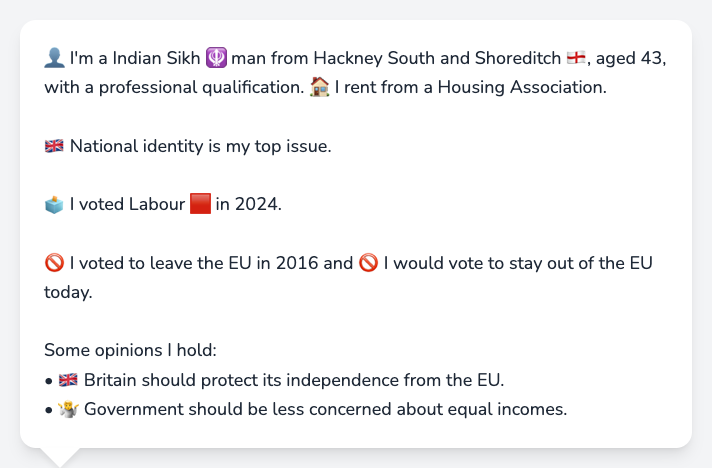 👤 I'm a Indian Sikh 🪯 man from Hackney South and Shoreditch 🏴󠁧󠁢󠁥󠁮󠁧󠁿, aged 43,
with a professional qualification. 🏠 I rent from a Housing Association.
🇬🇧 National identity is my top issue.
🗳️ I voted Labour 🟥 in 2024.
🚫 I voted to leave the EU in 2016 and 🚫 I would vote to stay out of the EU
today.
Some opinions I hold:
• 🇬🇧 Britain should protect its independence from the EU.
• 🤷 Government should be less concerned about equal incomes.